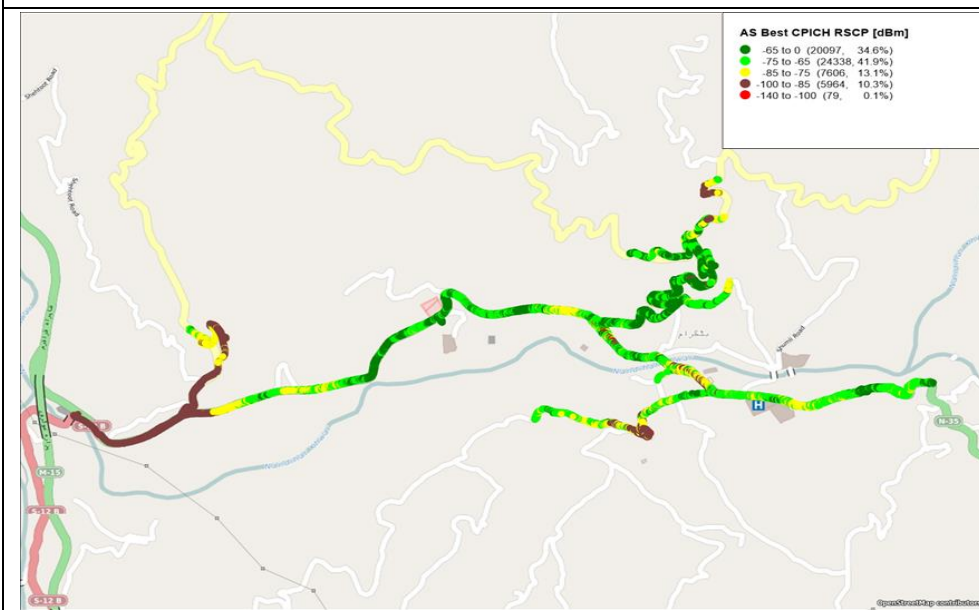 AS Best CPICH RSCP [dBm]
-65 to 0 (20097, 34.6%)
-75 to -65 (24338, 41.9%)
-85 to -75 (7606, 13.1%)
-100 to -85 (5964, 10.3%)
-140 to -100 (79, 0.1%)
بٹگرام
H
N-35
M-15
S-12 B
S-12 B
OpenStreetMap contributors